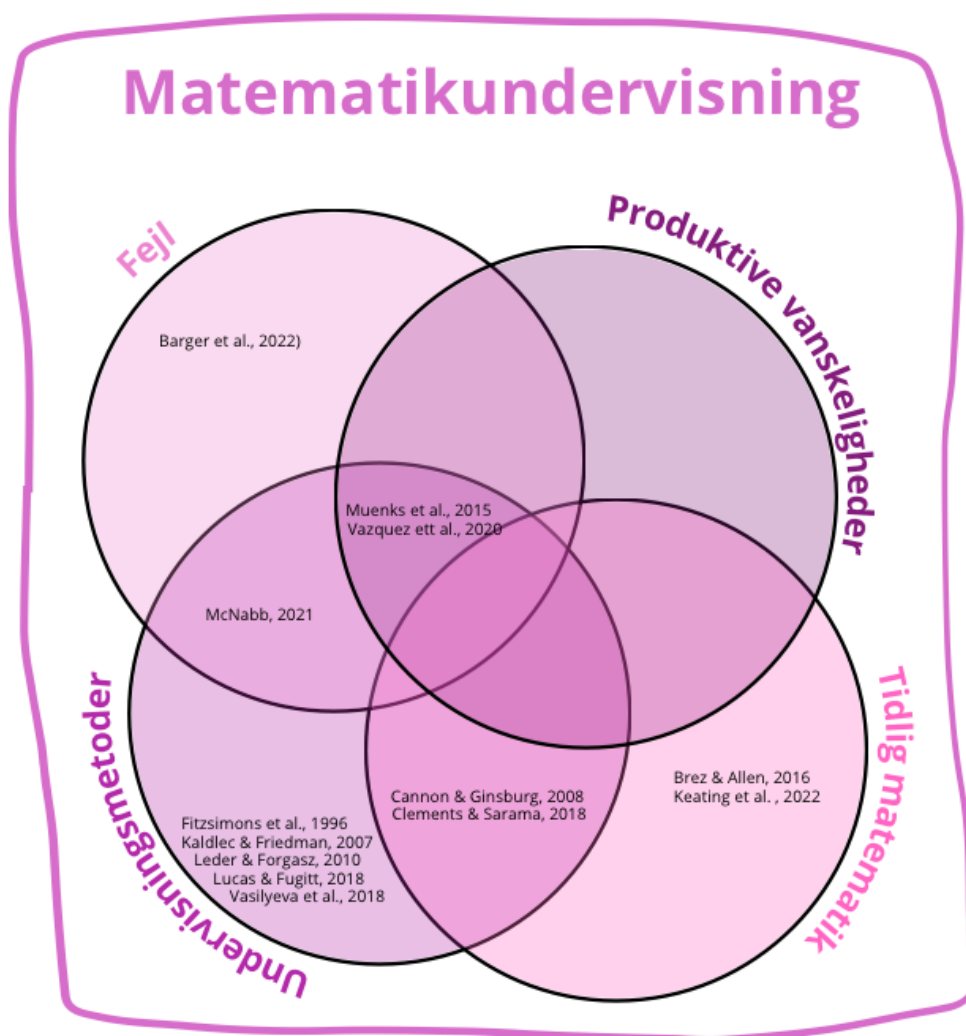 Matematikundervisning
Fejl
Produktive vanskeligheder
Barger et al., 2022)
Muenks et al., 2015
Vazquez ett al., 2020
McNabb, 2021
Undervisningsmetoder
Tidlig matematik
Brez & Allen, 2016
Keating et al. , 2022
Cannon & Ginsburg, 2008
Clements & Sarama, 2018
Fitzsimons et al., 1996
Kaldlec & Friedman, 2007
Leder & Forgasz, 2010
Lucas & Fugitt, 2018
Vasilyeva et al., 2018